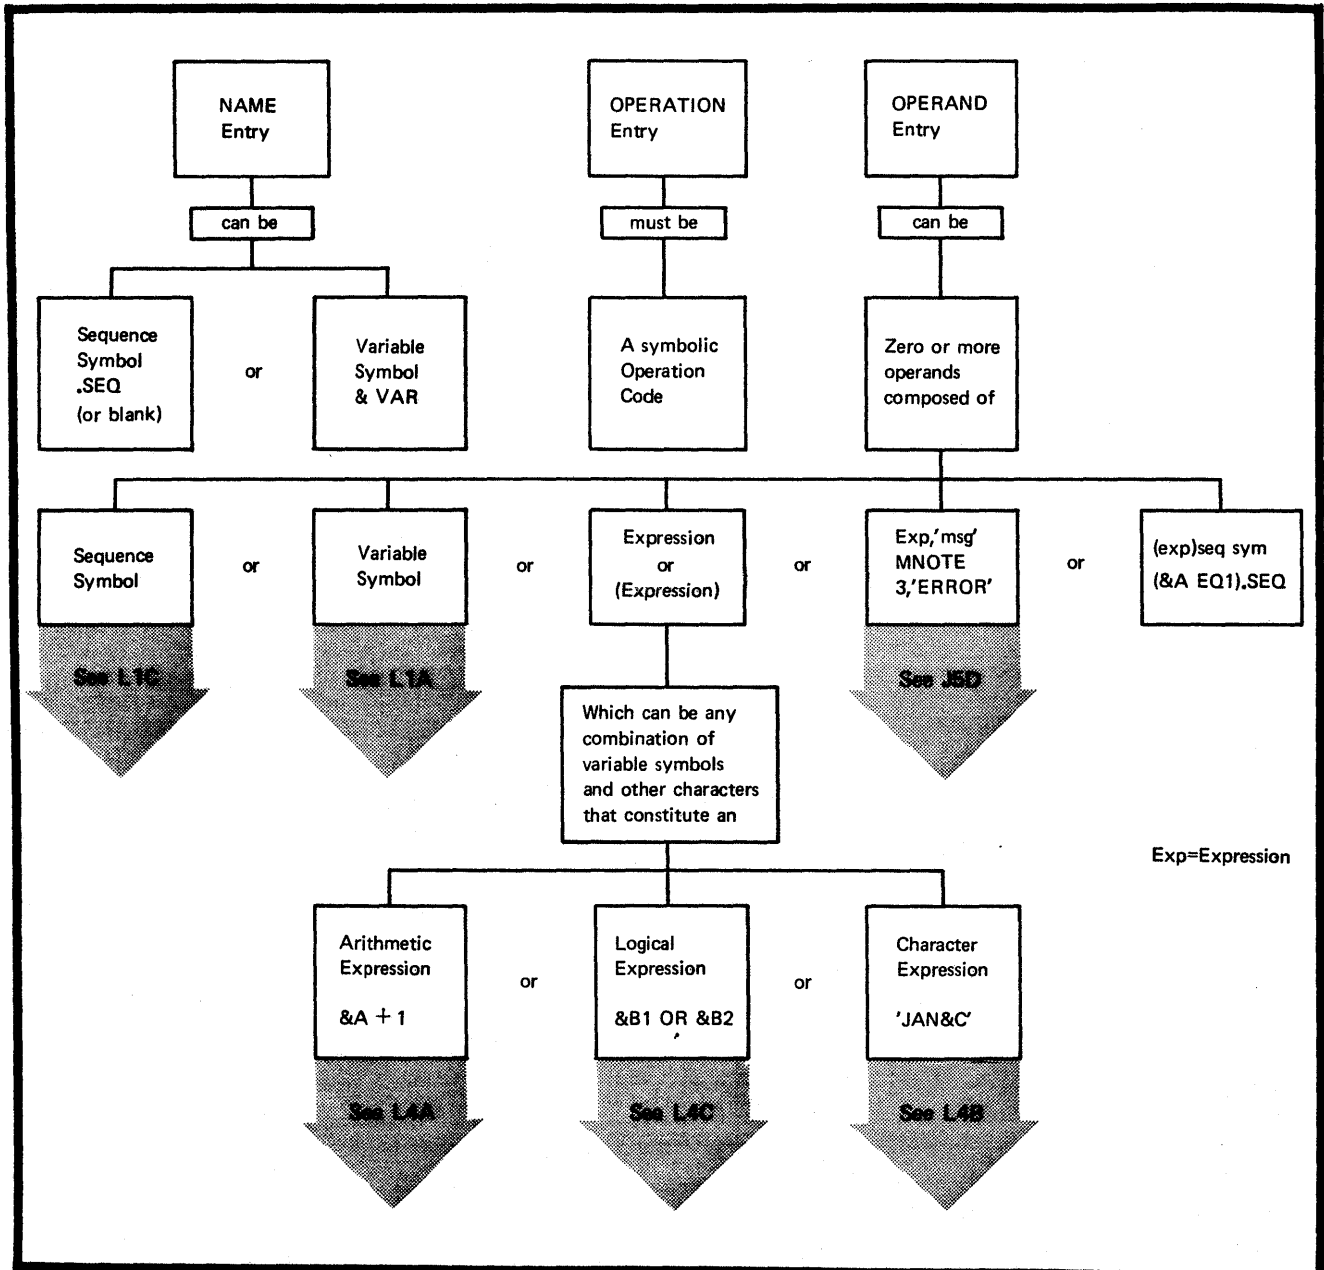 NAME
Entry
OPERATION
Entry
OPERAND
Entry
can be
must be
can be
Sequence
Symbol
.SEQ
(or blank)
or
Variable
Symbol
& VAR
A symbolic
Operation
Code
Zero or more
operands
composed of
Sequence
Symbol
or
Variable
Symbol
or
Expression
or
(Expression)
or
Exp,'msg'
MNOTE
3,'ERROR'
or
(exp)seq sym
(&A EQ1).SEQ
See L1C
See L1A
See J5D
Which can be any
combination of
variable symbols
and other characters
that constitute an
Exp=Expression
Arithmetic
Expression
&A + 1
or
Logical
Expression
&B1 OR &B2
or
Character
Expression
'JAN&C'
See L4A
See L4C
See L4B